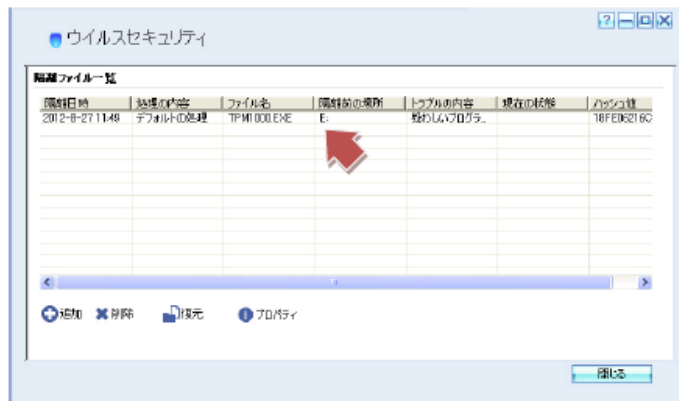 ウイルスセキュリティ
隔離ファイル一覧
隔離日時 処理の内容 ファイル名 隔離前の場所 トラブルの内容 現在の状態 ハッシュ値
2012-8-27 11:49 デフォルトの処理 TPM1000.EXE E: 疑わしいプログラ... 18FE06216C
追加 削除 復元 プロパティ
閉じる